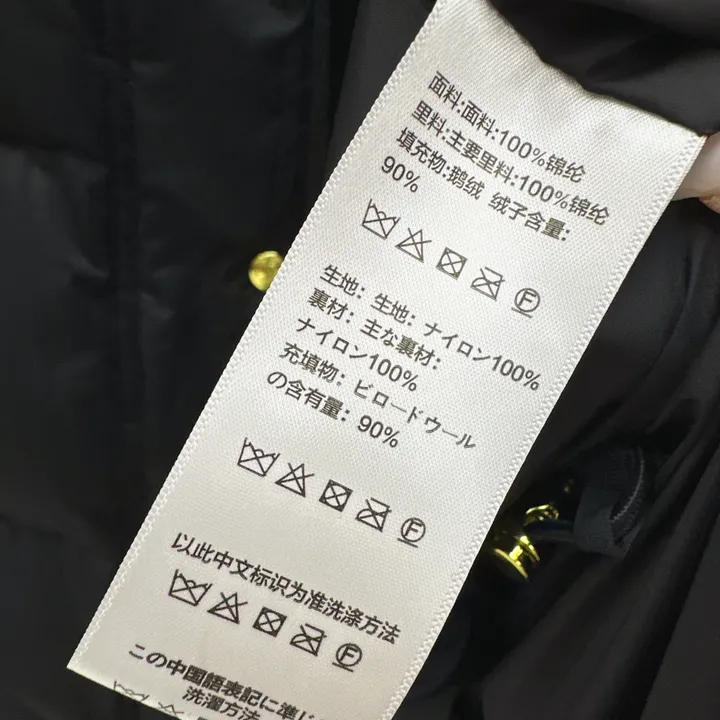 面料:面料:100%锦纶
里料:主要里料:100%锦纶
填充物:鹅绒 绒子含量:
90%
F
生地: 生地: ナイロン100%
裏材: 主な裏材:
ナイロン100%
充填物: ビロードウール
の含有量: 90%
F
以此中文标识为准洗涤方法
F
この中国語表記に準じ
洗濯方法